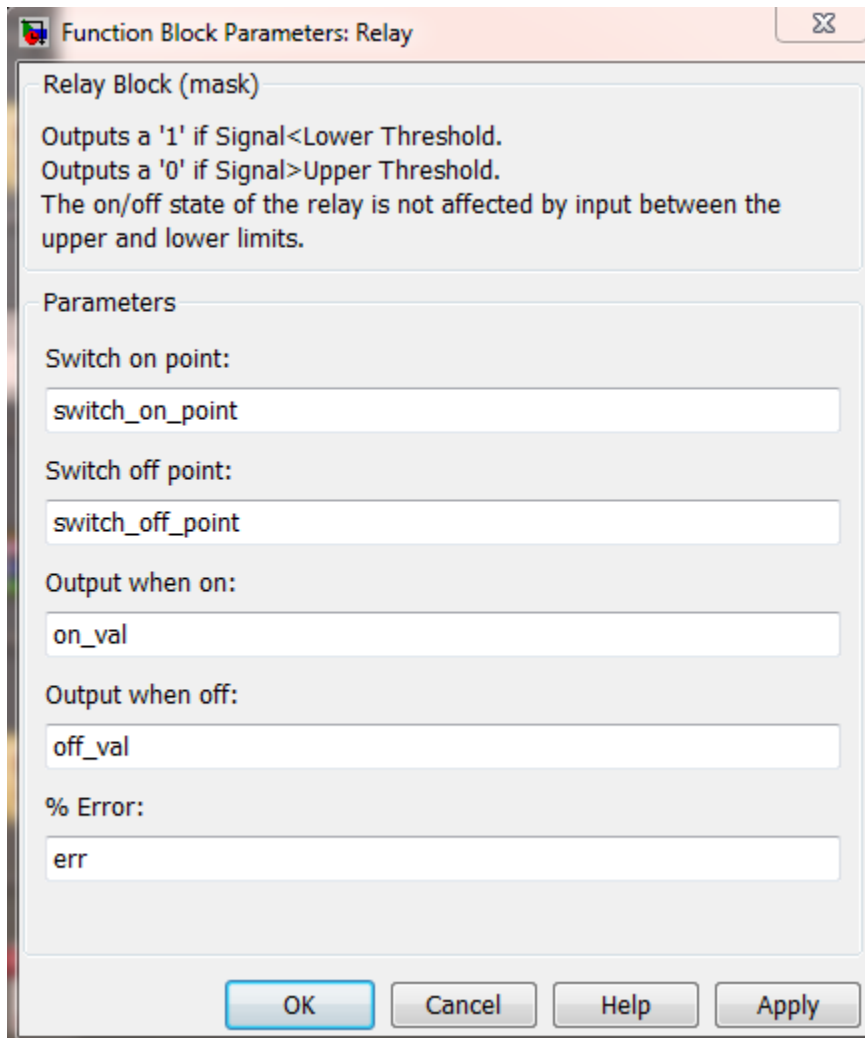 Function Block Parameters: Relay
Relay Block (mask)
Outputs a '1' if Signal<Lower Threshold.
Outputs a '0' if Signal>Upper Threshold.
The on/off state of the relay is not affected by input between the
upper and lower limits.
Parameters
Switch on point:
switch_on_point
Switch off point:
switch_off_point
Output when on:
on_val
Output when off:
off_val
% Error:
err
OK Cancel Help Apply